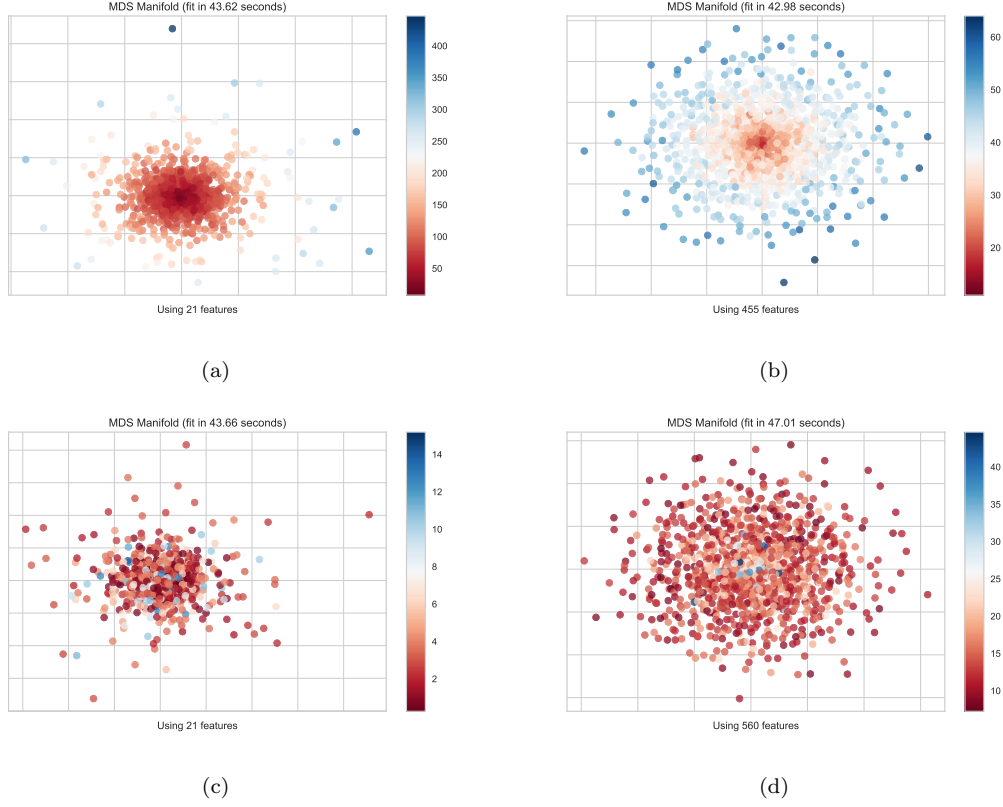 MDS Manifold (fit in 43.62 seconds)
400
350
300
250
200
150
100
50
Using 21 features
(a)
MDS Manifold (fit in 42.98 seconds)
60
50
40
30
20
Using 455 features
(b)
MDS Manifold (fit in 43.66 seconds)
14
12
10
8
6
4
2
Using 21 features
(c)
MDS Manifold (fit in 47.01 seconds)
40
35
30
25
20
15
10
Using 560 features
(d)